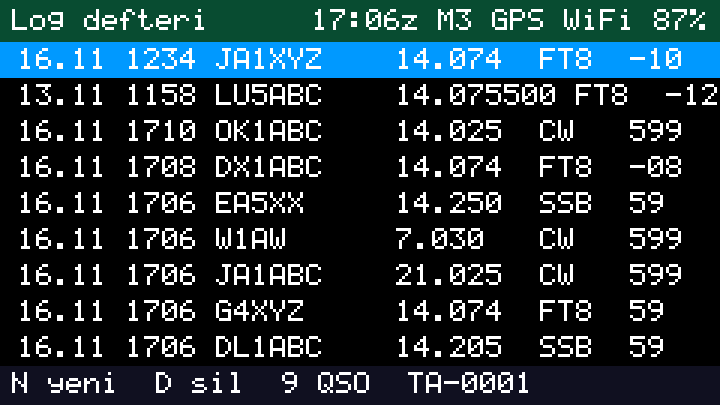 Log defteri 17:06z M3 GPS WiFi 87%
16.11 1234 JA1XYZ 14.074 FT8 -10
13.11 1158 LU5ABC 14.075500 FT8 -12
16.11 1710 OK1ABC 14.025 CW 599
16.11 1708 DX1ABC 14.074 FT8 -08
16.11 1706 EA5XX 14.250 SSB 59
16.11 1706 W1AW 7.030 CW 599
16.11 1706 JA1ABC 21.025 CW 599
16.11 1706 G4XYZ 14.074 FT8 59
16.11 1706 DL1ABC 14.205 SSB 59
N yeni D sil 9 QSO TA-0001